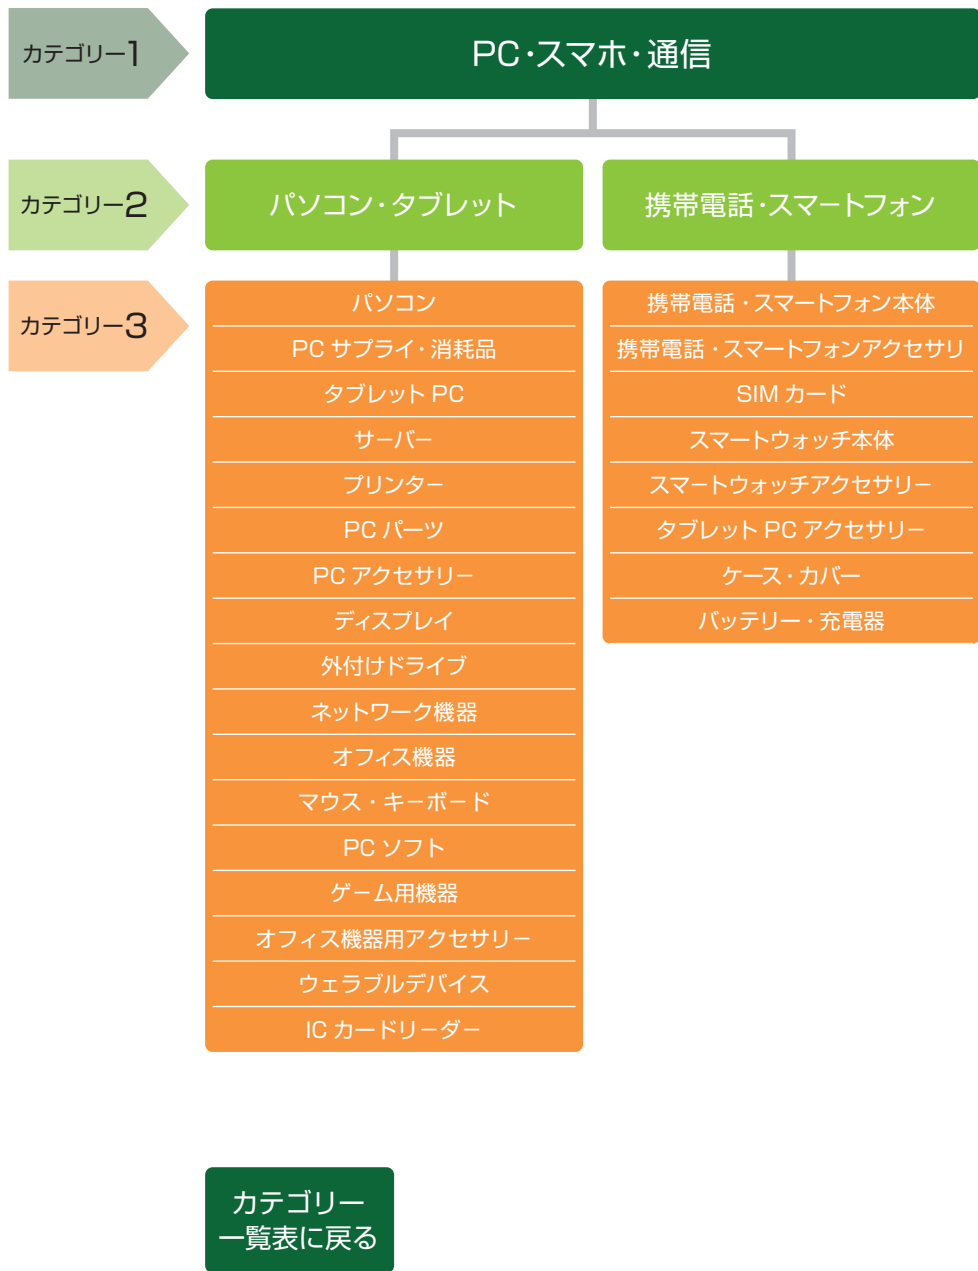 カテゴリー1
PC・スマホ・通信
カテゴリー2
パソコン・タブレット
携帯電話・スマートフォン
カテゴリー3
パソコン
PC サプライ・消耗品
タブレット PC
サーバー
プリンター
PC パーツ
PC アクセサリー
ディスプレイ
外付けドライブ
ネットワーク機器
オフィス機器
マウス・キーボード
PC ソフト
ゲーム用機器
オフィス機器用アクセサリー
ウェラブルデバイス
IC カードリーダー
携帯電話・スマートフォン本体
携帯電話・スマートフォンアクセサリ
SIM カード
スマートウォッチ本体
スマートウォッチアクセサリー
タブレット PC アクセサリー
ケース・カバー
バッテリー・充電器
カテゴリー
一覧表に戻る